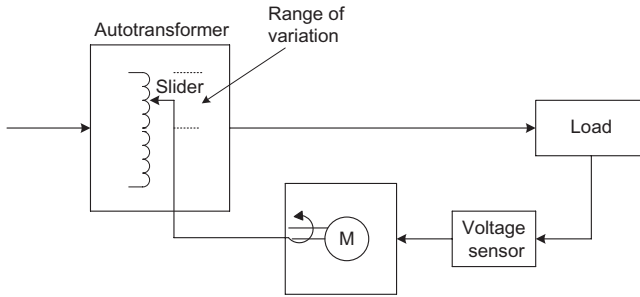 Range of
variation
Autotransformer
Slider
Load
M
Voltage
sensor